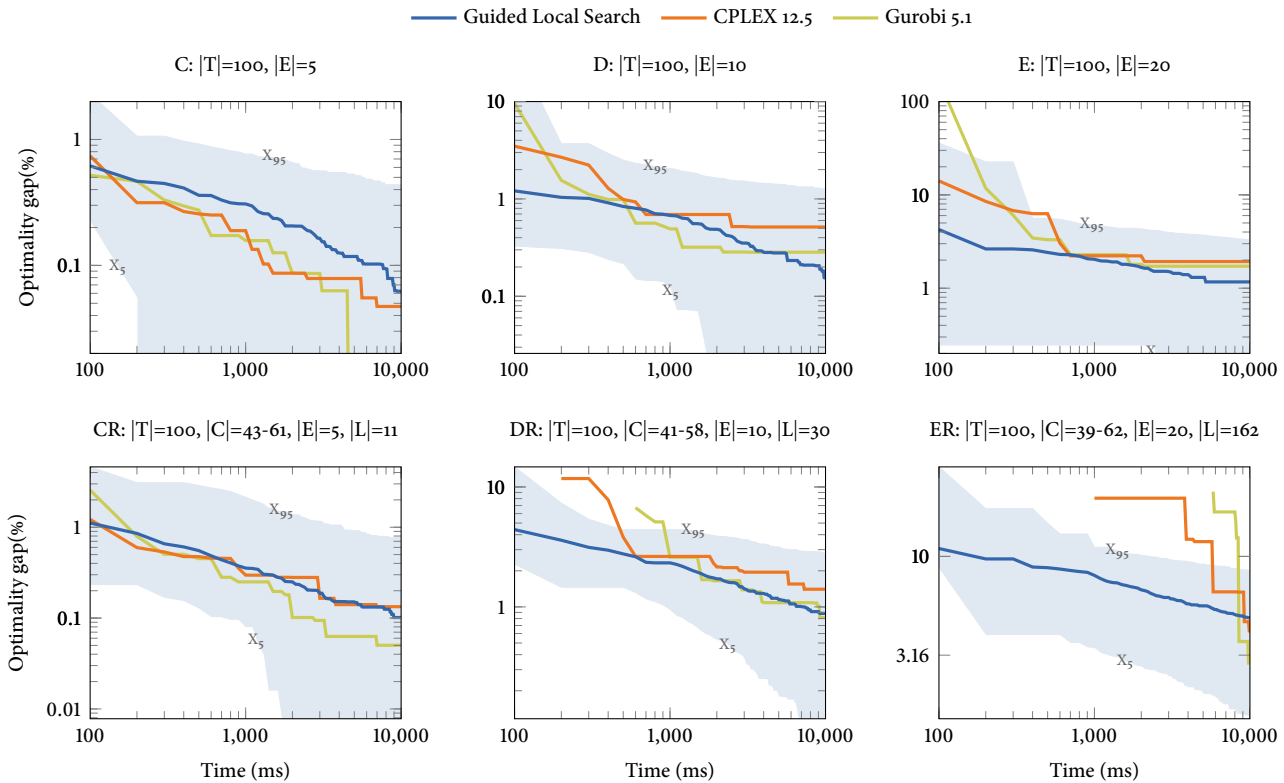 Guided Local Search CPLEX 12.5 Gurobi 5.1
C: |T|=100, |E|=5
D: |T|=100, |E|=10
E: |T|=100, |E|=20
Optimality gap(%)
1
0.1
X95
X5
100 1,000 10,000
10
1
0.1
X95
X5
100 1,000 10,000
100
10
1
X95
X
100 1,000 10,000
CR: |T|=100, |C|=43-61, |E|=5, |L|=11
DR: |T|=100, |C|=41-58, |E|=10, |L|=30
ER: |T|=100, |C|=39-62, |E|=20, |L|=162
Optimality gap(%)
1
0.1
0.01
X95
X5
100 1,000 10,000
Time (ms)
10
1
X95
X5
100 1,000 10,000
Time (ms)
10
3.16
X95
X5
100 1,000 10,000
Time (ms)